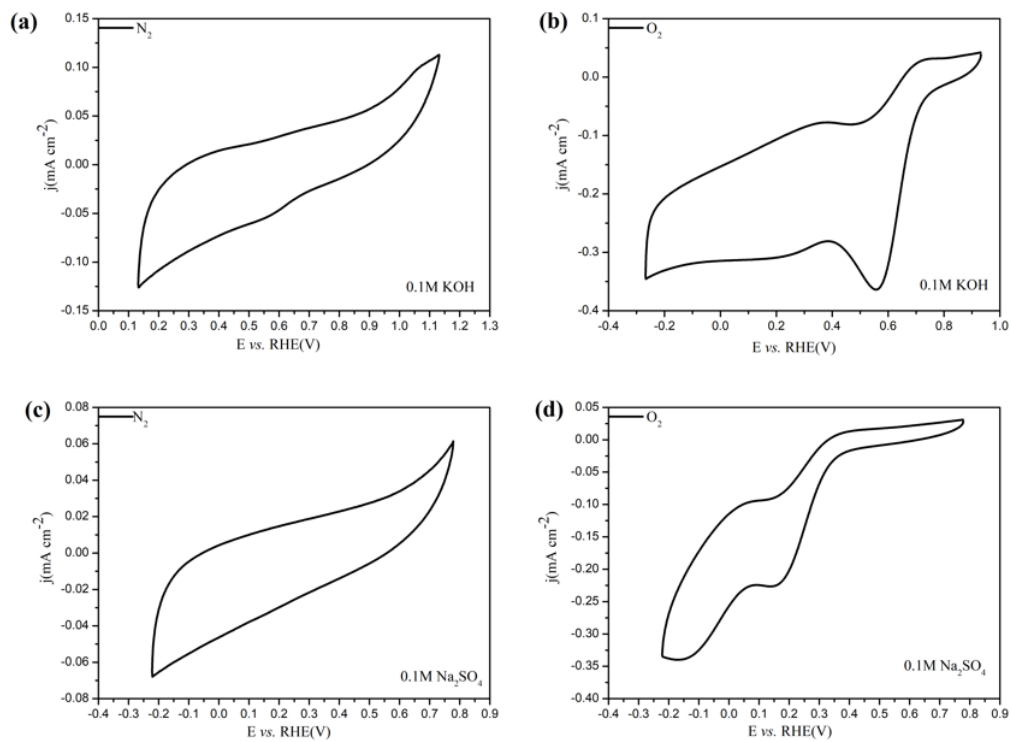 (a)
N₂
0.15
0.10
0.05
0.00
-0.05
-0.10
-0.15
j(mA cm⁻²)
0.1M KOH
0.0 0.1 0.2 0.3 0.4 0.5 0.6 0.7 0.8 0.9 1.0 1.1 1.2 1.3
E vs. RHE(V)
(b)
O₂
0.1
0.0
-0.1
-0.2
-0.3
-0.4
j(mA cm⁻²)
0.1M KOH
-0.4 -0.2 0.0 0.2 0.4 0.6 0.8 1.0
E vs. RHE(V)
(c)
N₂
0.08
0.06
0.04
0.02
0.00
-0.02
-0.04
-0.06
-0.08
j(mA cm⁻²)
0.1M Na₂SO₄
-0.4 -0.3 -0.2 -0.1 0.0 0.1 0.2 0.3 0.4 0.5 0.6 0.7 0.8 0.9
E vs. RHE(V)
(d)
O₂
0.05
0.00
-0.05
-0.10
-0.15
-0.20
-0.25
-0.30
-0.35
-0.40
j(mA cm⁻²)
0.1M Na₂SO₄
-0.4 -0.3 -0.2 -0.1 0.0 0.1 0.2 0.3 0.4 0.5 0.6 0.7 0.8 0.9
E vs. RHE(V)